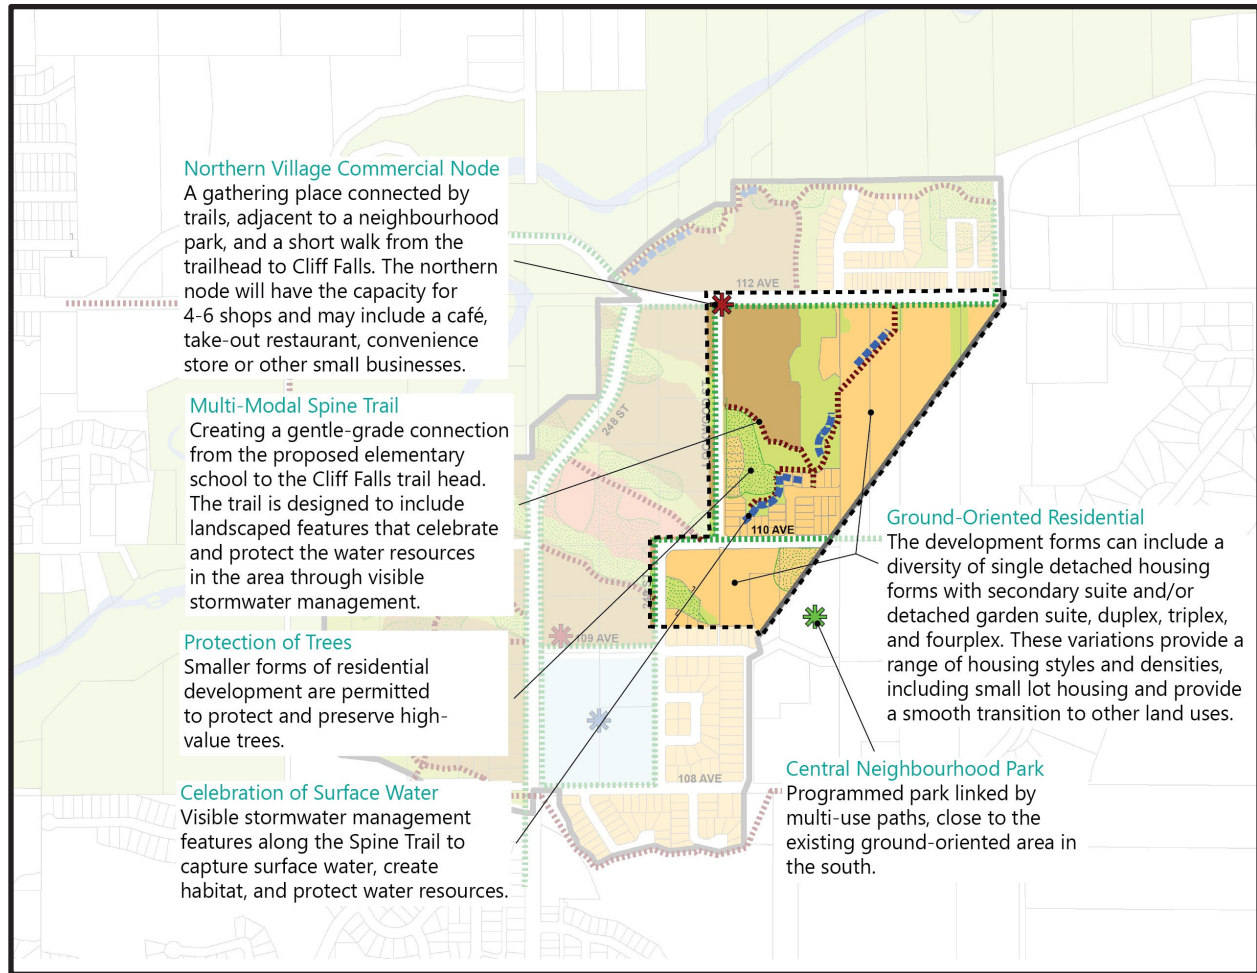 Northern Village Commercial Node
A gathering place connected by
trails, adjacent to a neighbourhood
park, and a short walk from the
trailhead to Cliff Falls. The northern
node will have the capacity for
4-6 shops and may include a café,
take-out restaurant, convenience
store or other small businesses.
Multi-Modal Spine Trail
Creating a gentle-grade connection
from the proposed elementary
school to the Cliff Falls trail head.
The trail is designed to include
landscaped features that celebrate
and protect the water resources
in the area through visible
stormwater management.
Protection of Trees
Smaller forms of residential
development are permitted
to protect and preserve high-
value trees.
Celebration of Surface Water
Visible stormwater management
features along the Spine Trail to
capture surface water, create
habitat, and protect water resources.
112 AVE
248 ST
110 AVE
109 AVE
108 AVE
Ground-Oriented Residential
The development forms can include a
diversity of single detached housing
forms with secondary suite and/or
detached garden suite, duplex, triplex,
and fourplex. These variations provide a
range of housing styles and densities,
including small lot housing and provide
a smooth transition to other land uses.
Central Neighbourhood Park
Programmed park linked by
multi-use paths, close to the
existing ground-oriented area in
the south.